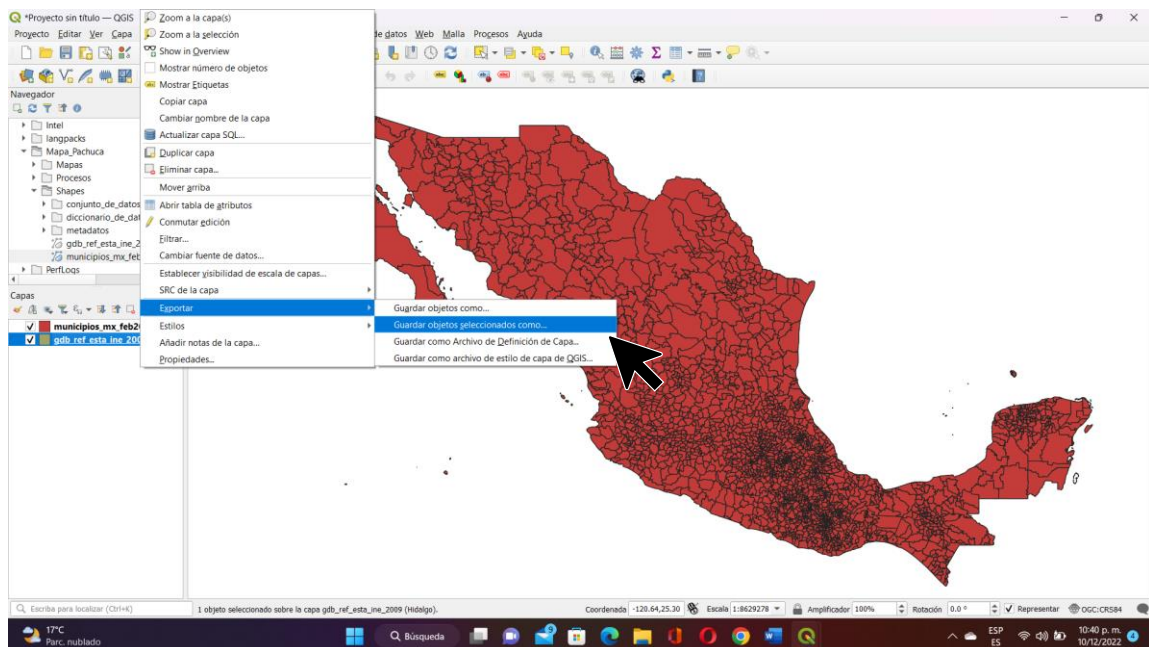 *Proyecto sin título — QGIS
Proyecto Editar Ver Capa
de datos Web Malla Procesos Ayuda
Zoom a la capa(s)
Zoom a la selección
Show in Overview
Mostrar número de objetos
Mostrar Etiquetas
Copiar capa
Cambiar nombre de la capa
Actualizar capa SQL...
Duplicar capa
Eliminar capa...
Mover arriba
Abrir tabla de atributos
Conmutar edición
Filtrar...
Cambiar fuente de datos...
Establecer visibilidad de escala de capas...
SRC de la capa
Exportar
Estilos
Añadir notas de la capa...
Propiedades...
Guardar objetos como...
Guardar objetos seleccionados como...
Guardar como Archivo de Definición de Capa...
Guardar como archivo de estilo de capa de QGIS...
Navegador
Intel
langpacks
Mapa_Pachuca
Mapas
Procesos
Shapes
conjunto_de_datos
diccionario_de_dat
metadatos
gdb_ref_esta_ine_2
municipios_mx_feb
PerfLogs
Capas
municipios_mx_feb2
gdb_ref_esta_ine_200
Escriba para localizar (Ctrl+K)
1 objeto seleccionado sobre la capa gdb_ref_esta_ine_2009 (Hidalgo).
Coordenada -120.64,25.30 Escala 1:8629278 Amplificador 100% Rotación 0.0 ° Representar OGC:CRS84
17°C
Parc. nublado
Búsqueda
ESP
ES
10:40 p. m.
10/12/2022